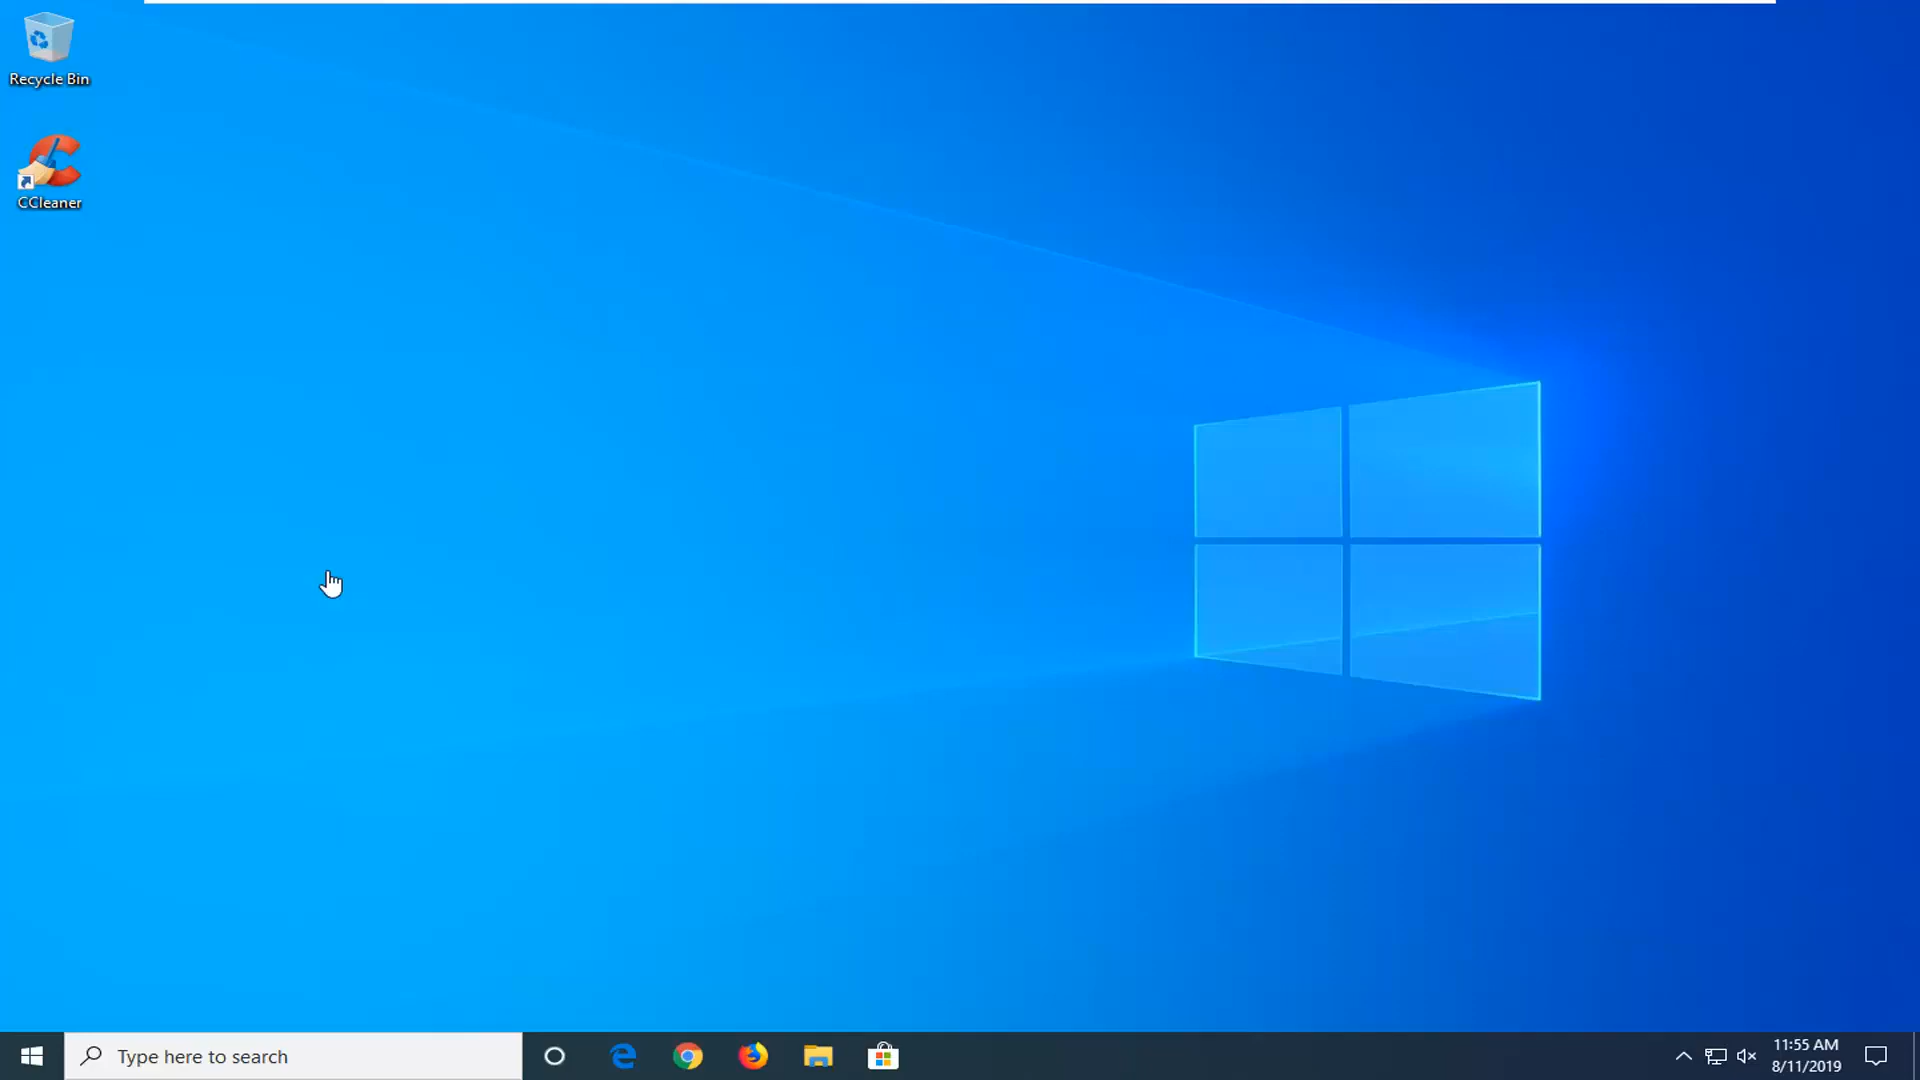 Recycle Bin
CCleaner
Type here to search
11:55 AM
8/11/2019